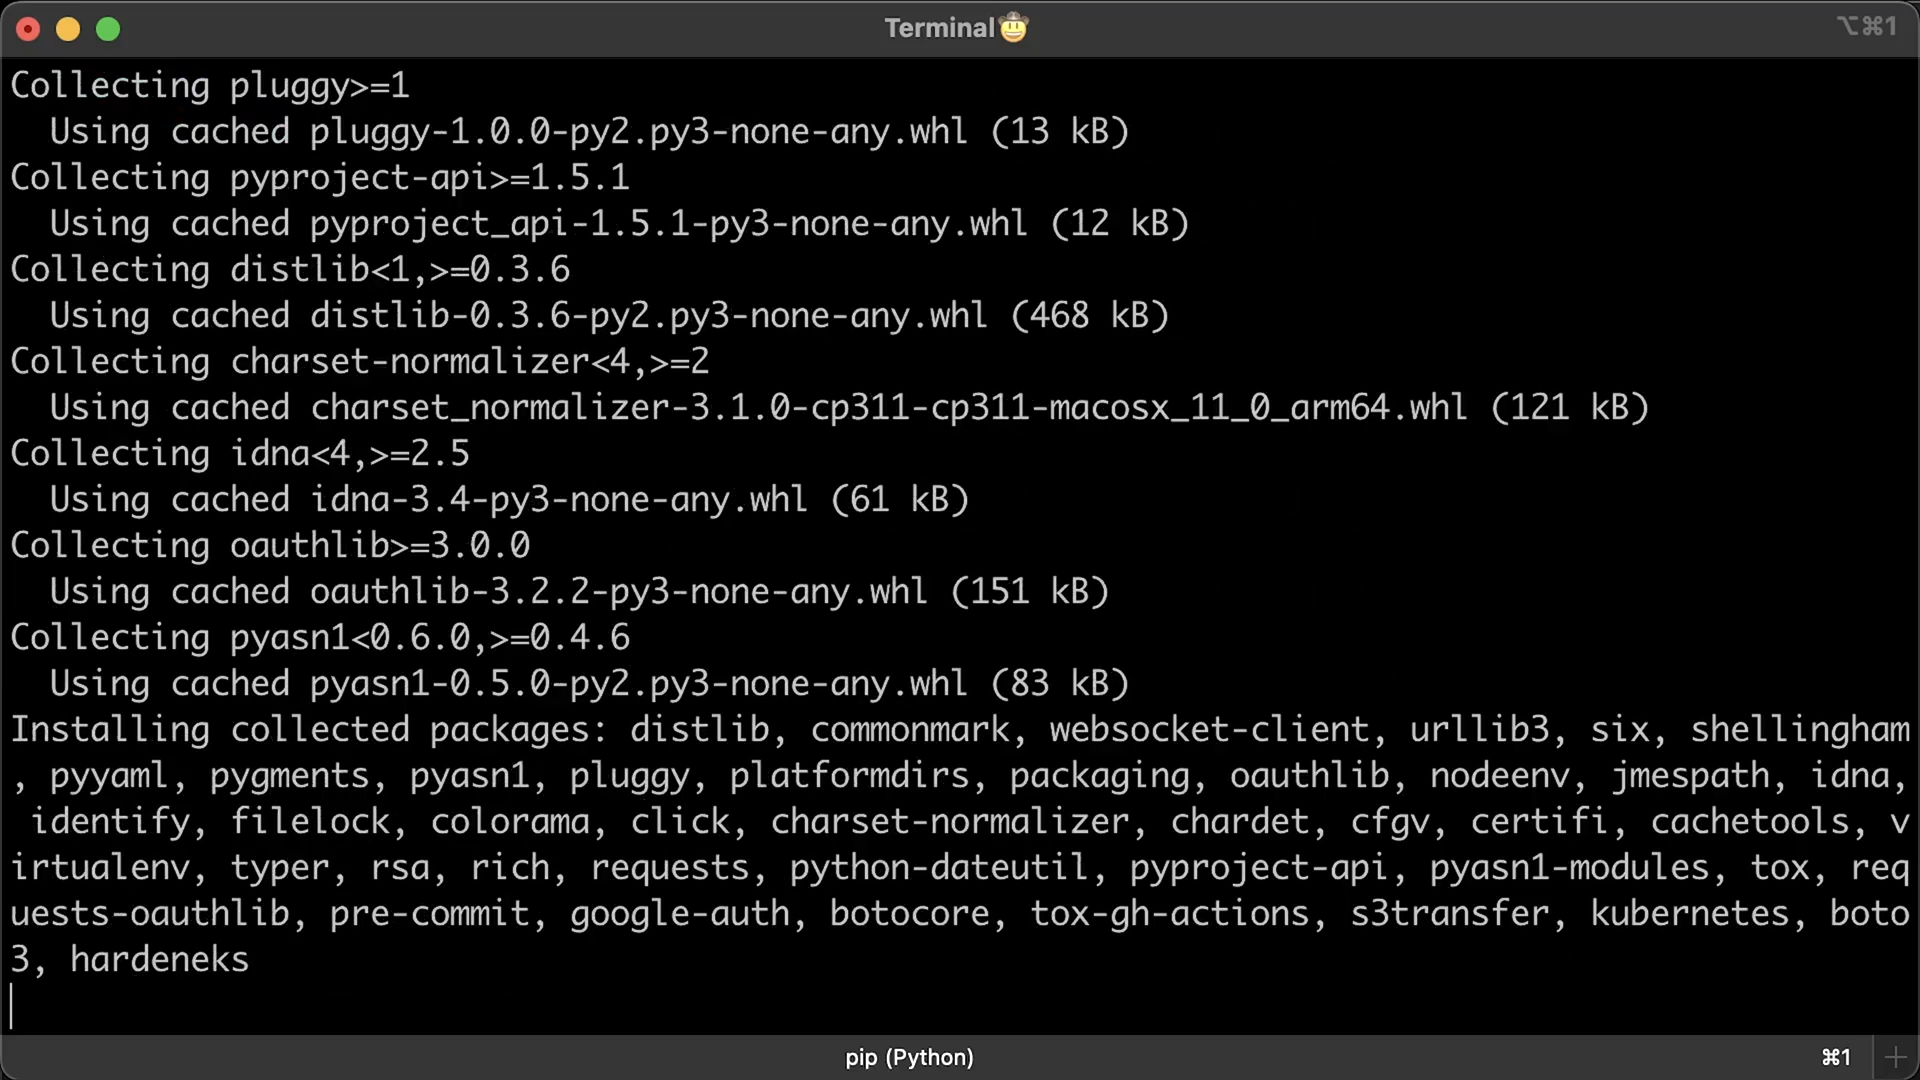 Terminal🤠
⌥⌘1
Collecting pluggy>=1
  Using cached pluggy-1.0.0-py2.py3-none-any.whl (13 kB)
Collecting pyproject-api>=1.5.1
  Using cached pyproject_api-1.5.1-py3-none-any.whl (12 kB)
Collecting distlib<1,>=0.3.6
  Using cached distlib-0.3.6-py2.py3-none-any.whl (468 kB)
Collecting charset-normalizer<4,>=2
  Using cached charset_normalizer-3.1.0-cp311-cp311-macosx_11_0_arm64.whl (121 kB)
Collecting idna<4,>=2.5
  Using cached idna-3.4-py3-none-any.whl (61 kB)
Collecting oauthlib>=3.0.0
  Using cached oauthlib-3.2.2-py3-none-any.whl (151 kB)
Collecting pyasn1<0.6.0,>=0.4.6
  Using cached pyasn1-0.5.0-py2.py3-none-any.whl (83 kB)
Installing collected packages: distlib, commonmark, websocket-client, urllib3, six, shellingham
, pyyaml, pygments, pyasn1, pluggy, platformdirs, packaging, oauthlib, nodeenv, jmespath, idna,
 identify, filelock, colorama, click, charset-normalizer, chardet, cfgv, certifi, cachetools, v
irtualenv, typer, rsa, rich, requests, python-dateutil, pyproject-api, pyasn1-modules, tox, req
uests-oauthlib, pre-commit, google-auth, botocore, tox-gh-actions, s3transfer, kubernetes, boto
3, hardeneks
pip (Python)
⌘1